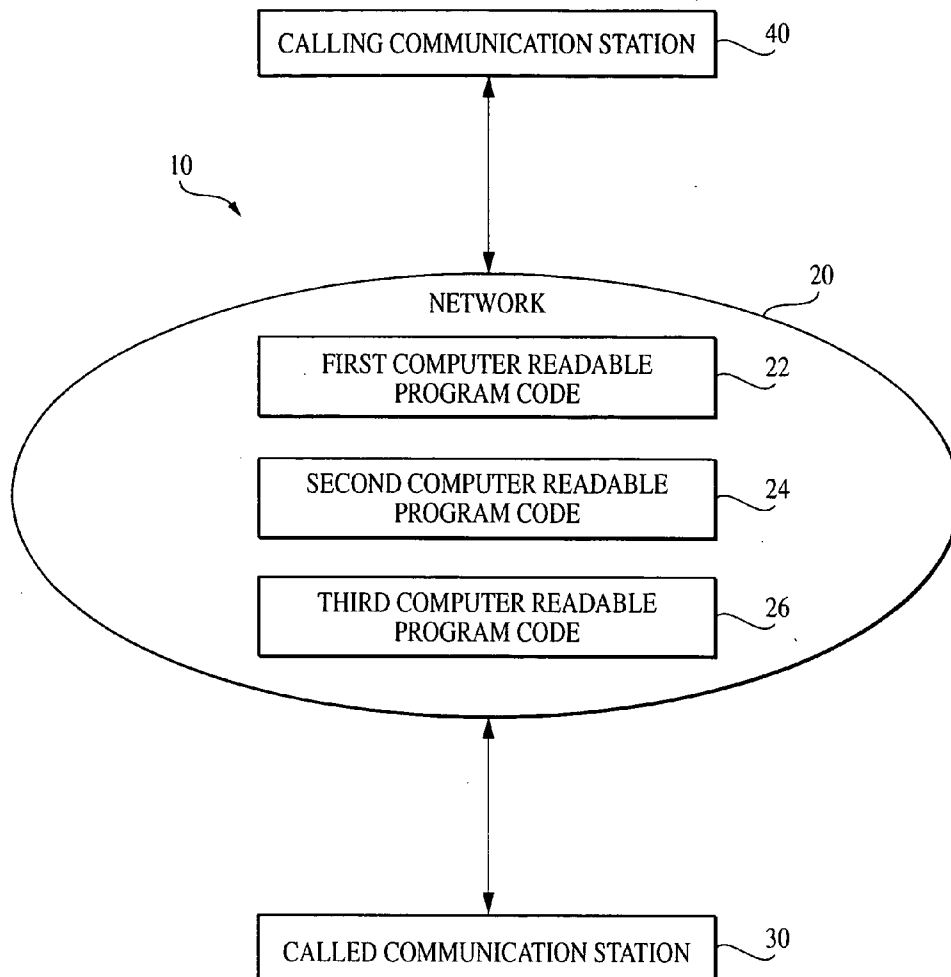 CALLING COMMUNICATION STATION
40
10
20
NETWORK
FIRST COMPUTER READABLE
PROGRAM CODE
22
SECOND COMPUTER READABLE
PROGRAM CODE
24
THIRD COMPUTER READABLE
PROGRAM CODE
26
CALLED COMMUNICATION STATION
30